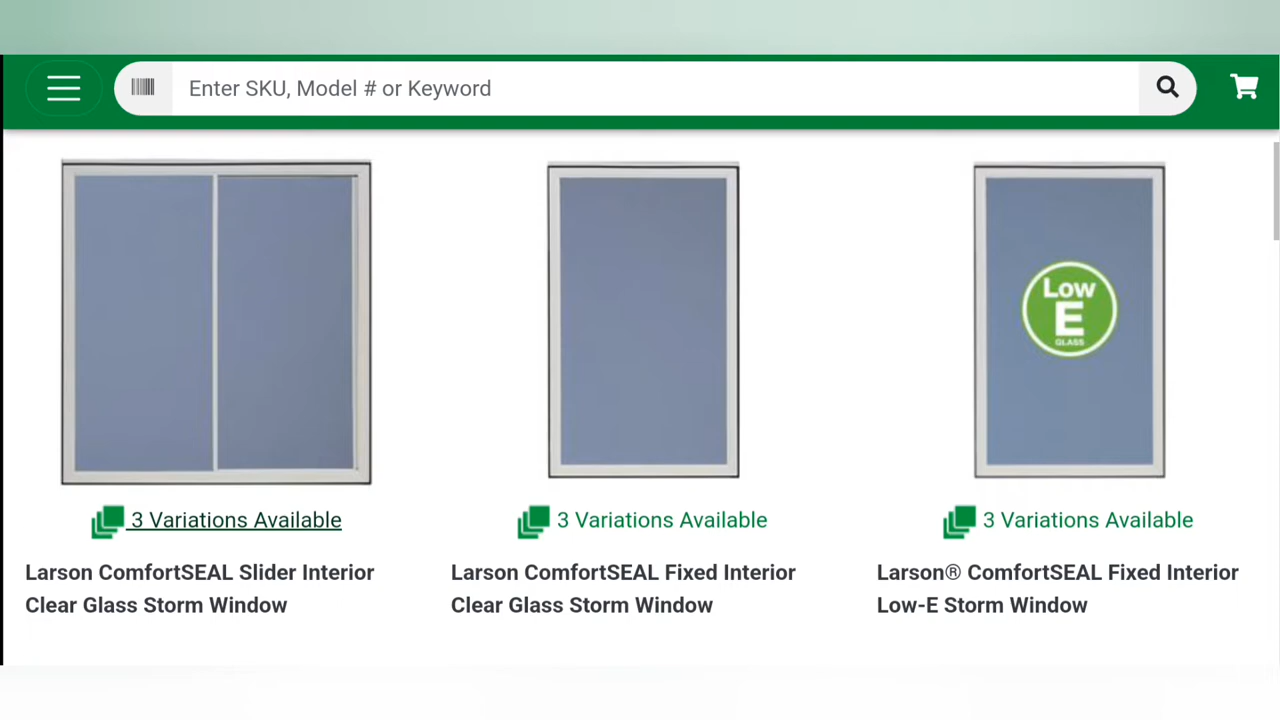 Enter SKU, Model # or Keyword
Low
E
GLASS
3 Variations Available
3 Variations Available
3 Variations Available
Larson ComfortSEAL Slider Interior
Clear Glass Storm Window
Larson ComfortSEAL Fixed Interior
Clear Glass Storm Window
Larson® ComfortSEAL Fixed Interior
Low-E Storm Window